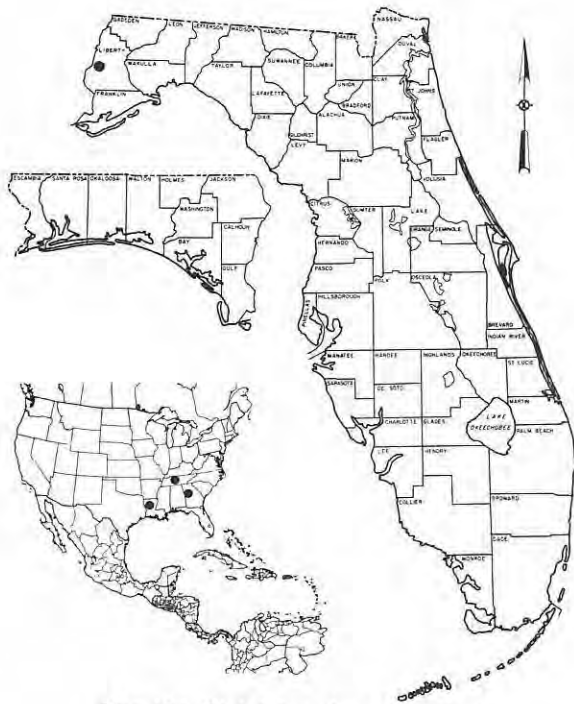 NASSAU
GADSDEN
LEON
JEFFERSON
MADISON
HAMILTON
BAKER
DUVAL
LIBERTY
WAKULLA
TAYLOR
SUWANNEE
COLUMBIA
UNION
CLAY
ST JOHNS
FRANKLIN
LAFAYETTE
BRADFORD
DIXIE
GILCHRIST
ALACHUA
PUTNAM
LEVY
MARION
FLAGLER
VOLUSIA
ESCAMBIA
SANTA ROSA
OKALOOSA
WALTON
HOLMES
JACKSON
WASHINGTON
BAY
CALHOUN
GULF
CITRUS
SUMTER
LAKE
HERNANDO
ORANGE
SEMINOLE
PASCO
POLK
OSCEOLA
HILLSBOROUGH
PINELLAS
BREVARD
INDIAN RIVER
MANATEE
HARDEE
HIGHLANDS
OKEECHOBEE
ST LUCIE
SARASOTA
DE SOTO
MARTIN
CHARLOTTE
GLADES
LAKE
OKEECHOBEE
PALM BEACH
LEE
HENDRY
COLLIER
BROWARD
DADE
MONROE